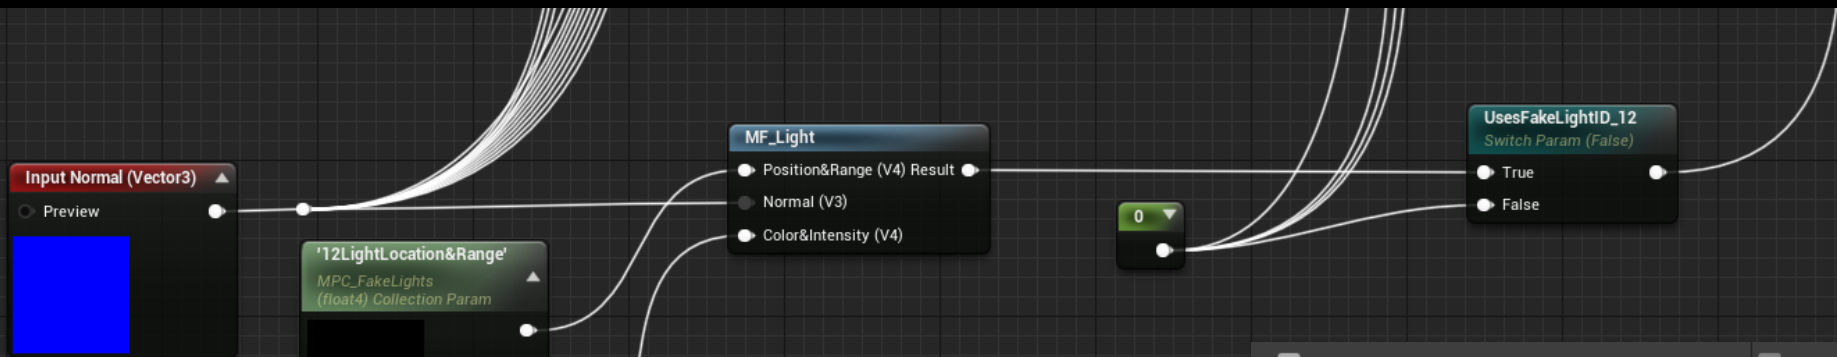 Input Normal (Vector3)
Preview
'12LightLocation&Range'
MPC_FakeLights
(float4) Collection Param
MF_Light
Position&Range (V4) Result
Normal (V3)
Color&Intensity (V4)
0
UsesFakeLightID_12
Switch Param (False)
True
False